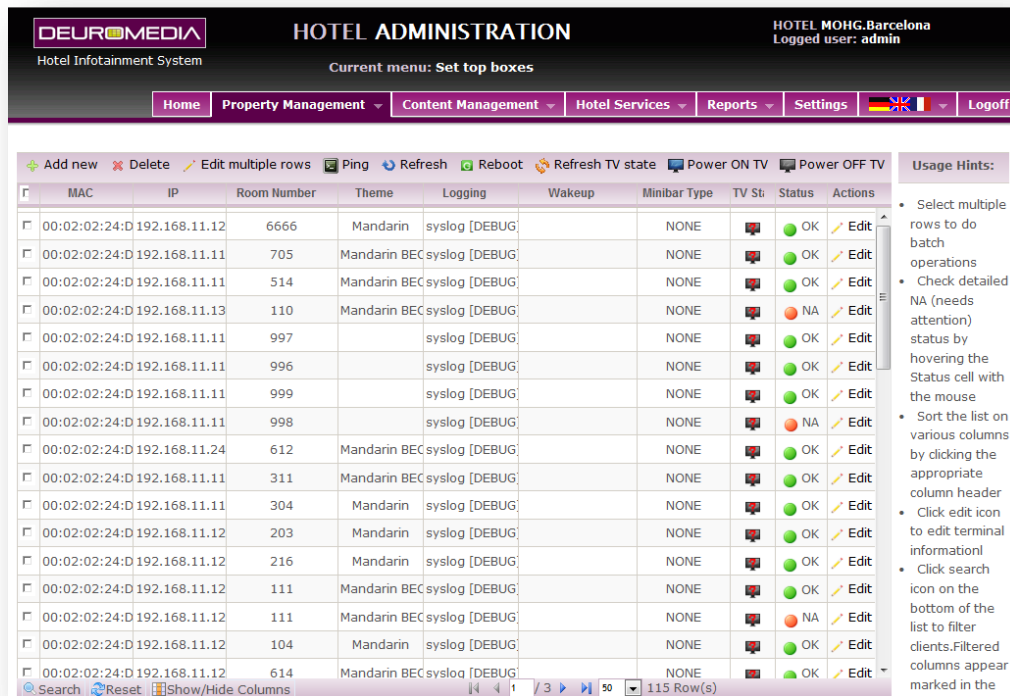 DEUROMEDIA
Hotel Infotainment System
HOTEL ADMINISTRATION
Current menu: Set top boxes
HOTEL MOHG.Barcelona
Logged user: admin
Home Property Management Content Management Hotel Services Reports Settings Logoff
Add new Delete Edit multiple rows Ping Refresh Reboot Refresh TV state Power ON TV Power OFF TV
MAC IP Room Number Theme Logging Wakeup Minibar Type TV Sta Status Actions
00:02:02:24:D 192.168.11.12 6666 Mandarin syslog [DEBUG] NONE OK Edit
00:02:02:24:D 192.168.11.11 705 Mandarin BEC syslog [DEBUG] NONE OK Edit
00:02:02:24:D 192.168.11.11 514 Mandarin BEC syslog [DEBUG] NONE OK Edit
00:02:02:24:D 192.168.11.13 110 Mandarin BEC syslog [DEBUG] NONE NA Edit
00:02:02:24:D 192.168.11.11 997 syslog [DEBUG] NONE OK Edit
00:02:02:24:D 192.168.11.11 996 syslog [DEBUG] NONE OK Edit
00:02:02:24:D 192.168.11.11 999 syslog [DEBUG] NONE OK Edit
00:02:02:24:D 192.168.11.11 998 syslog [DEBUG] NONE NA Edit
00:02:02:24:D 192.168.11.24 612 Mandarin BEC syslog [DEBUG] NONE OK Edit
00:02:02:24:D 192.168.11.11 311 Mandarin BEC syslog [DEBUG] NONE OK Edit
00:02:02:24:D 192.168.11.11 304 Mandarin syslog [DEBUG] NONE OK Edit
00:02:02:24:D 192.168.11.12 203 Mandarin syslog [DEBUG] NONE OK Edit
00:02:02:24:D 192.168.11.12 216 Mandarin syslog [DEBUG] NONE OK Edit
00:02:02:24:D 192.168.11.12 111 Mandarin BEC syslog [DEBUG] NONE OK Edit
00:02:02:24:D 192.168.11.12 111 Mandarin BEC syslog [DEBUG] NONE NA Edit
00:02:02:24:D 192.168.11.12 104 Mandarin syslog [DEBUG] NONE OK Edit
00:02:02:24:D 192.168.11.12 614 Mandarin BEC syslog [DEBUG] NONE OK Edit
Search Reset Show/Hide Columns 1 / 3 50 115 Row(s)
Usage Hints:
• Select multiple
rows to do
batch
operations
• Check detailed
NA (needs
attention)
status by
hovering the
Status cell with
the mouse
• Sort the list on
various columns
by clicking the
appropriate
column header
• Click edit icon
to edit terminal
informationl
• Click search
icon on the
bottom of the
list to filter
clients.Filtered
columns appear
marked in the